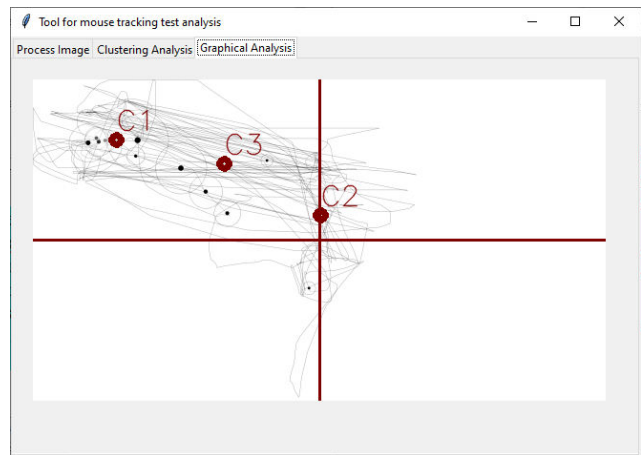 Tool for mouse tracking test analysis
Process Image Clustering Analysis Graphical Analysis
C1
C3
C2